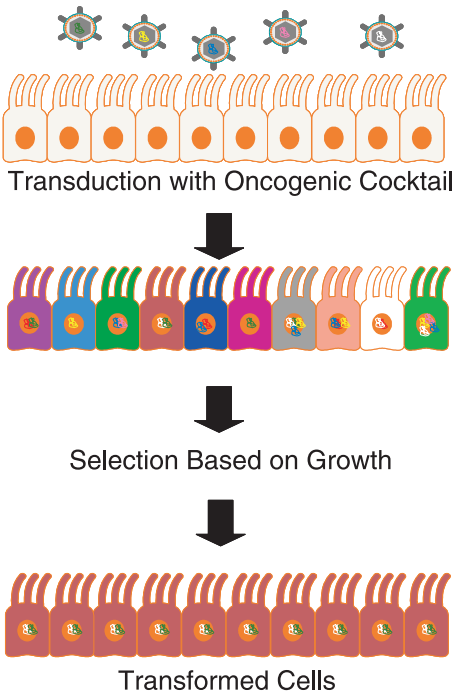 Transduction with Oncogenic Cocktail
Selection Based on Growth
Transformed Cells